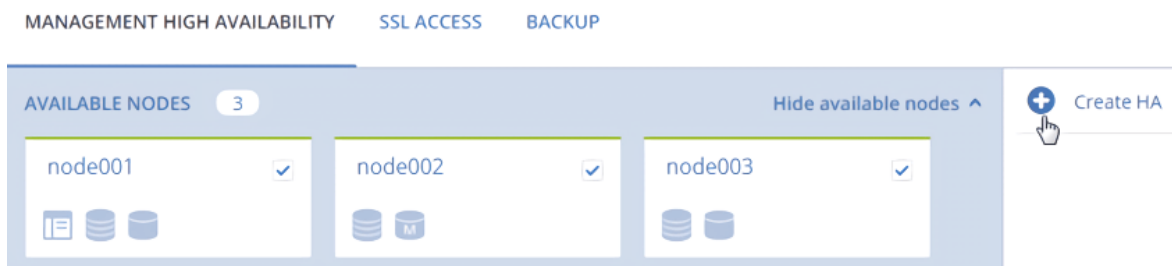 MANAGEMENT HIGH AVAILABILITY SSL ACCESS BACKUP
AVAILABLE NODES 3 Hide available nodes Create HA
node001 node002 node003
M